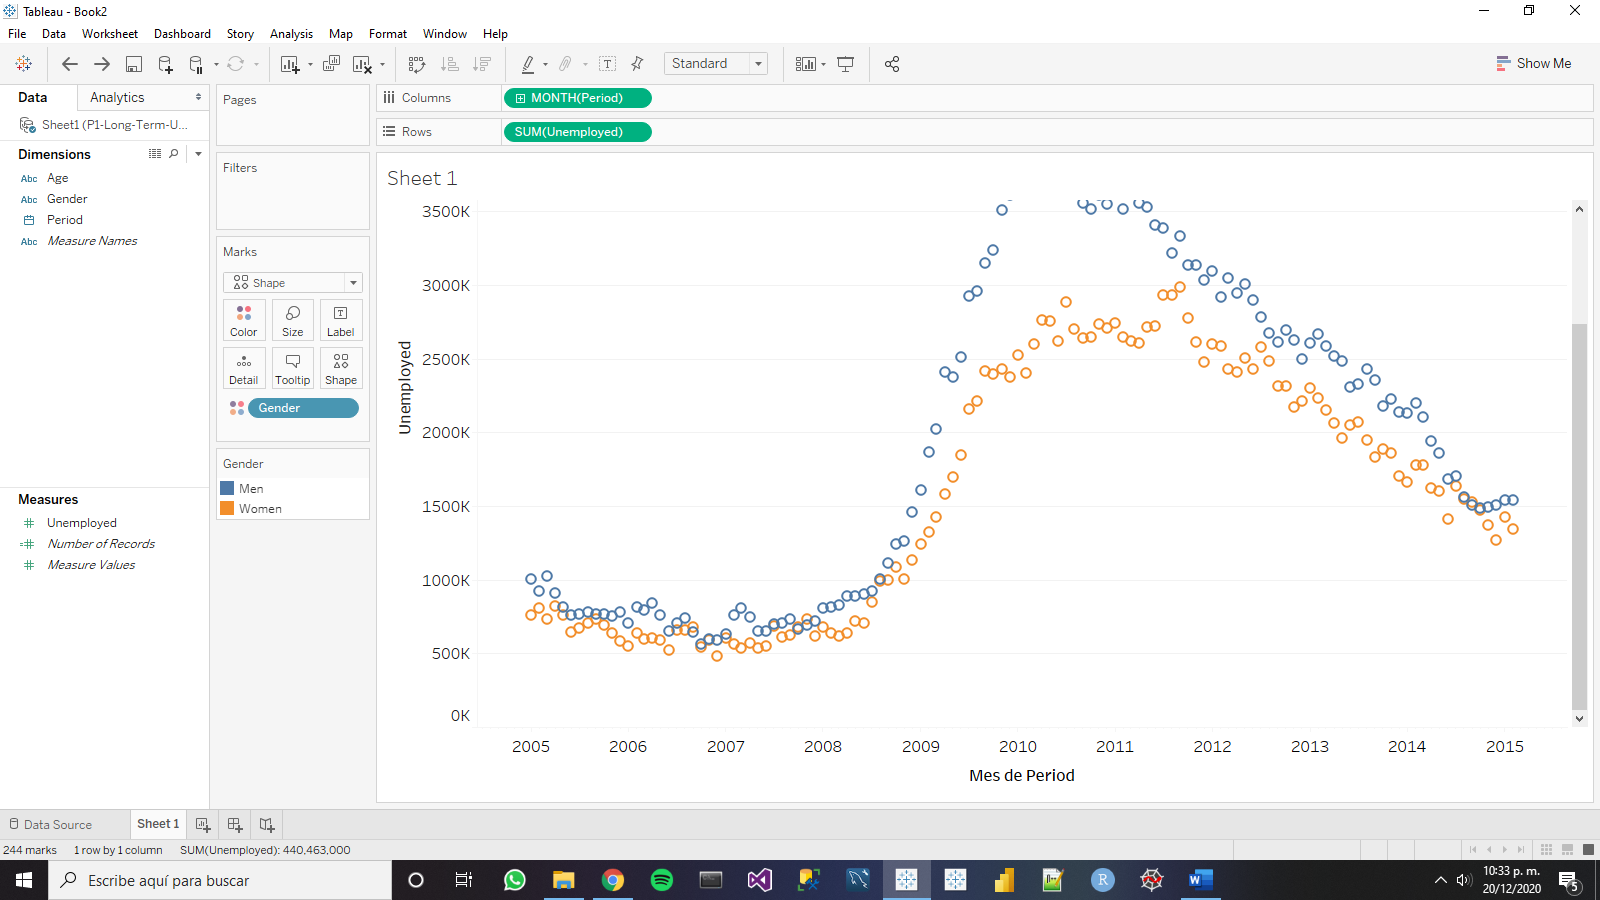 Tableau - Book2
File Data Worksheet Dashboard Story Analysis Map Format Window Help
Standard
Show Me
Data
Analytics
Sheet1 (P1-Long-Term-U...
Dimensions
Abc Age
Abc Gender
Period
Abc Measure Names
Measures
# Unemployed
=# Number of Records
# Measure Values
Pages
Filters
Marks
Shape
Color Size Label
Detail Tooltip Shape
Gender
Gender
Men
Women
Columns
MONTH(Period)
Rows
SUM(Unemployed)
Sheet 1
Unemployed
3500K
3000K
2500K
2000K
1500K
1000K
500K
0K
2005 2006 2007 2008 2009 2010 2011 2012 2013 2014 2015
Mes de Period
Data Source
Sheet 1
244 marks 1 row by 1 column SUM(Unemployed): 440,463,000
Escribe aquí para buscar
R
W
10:33 p. m.
20/12/2020
5